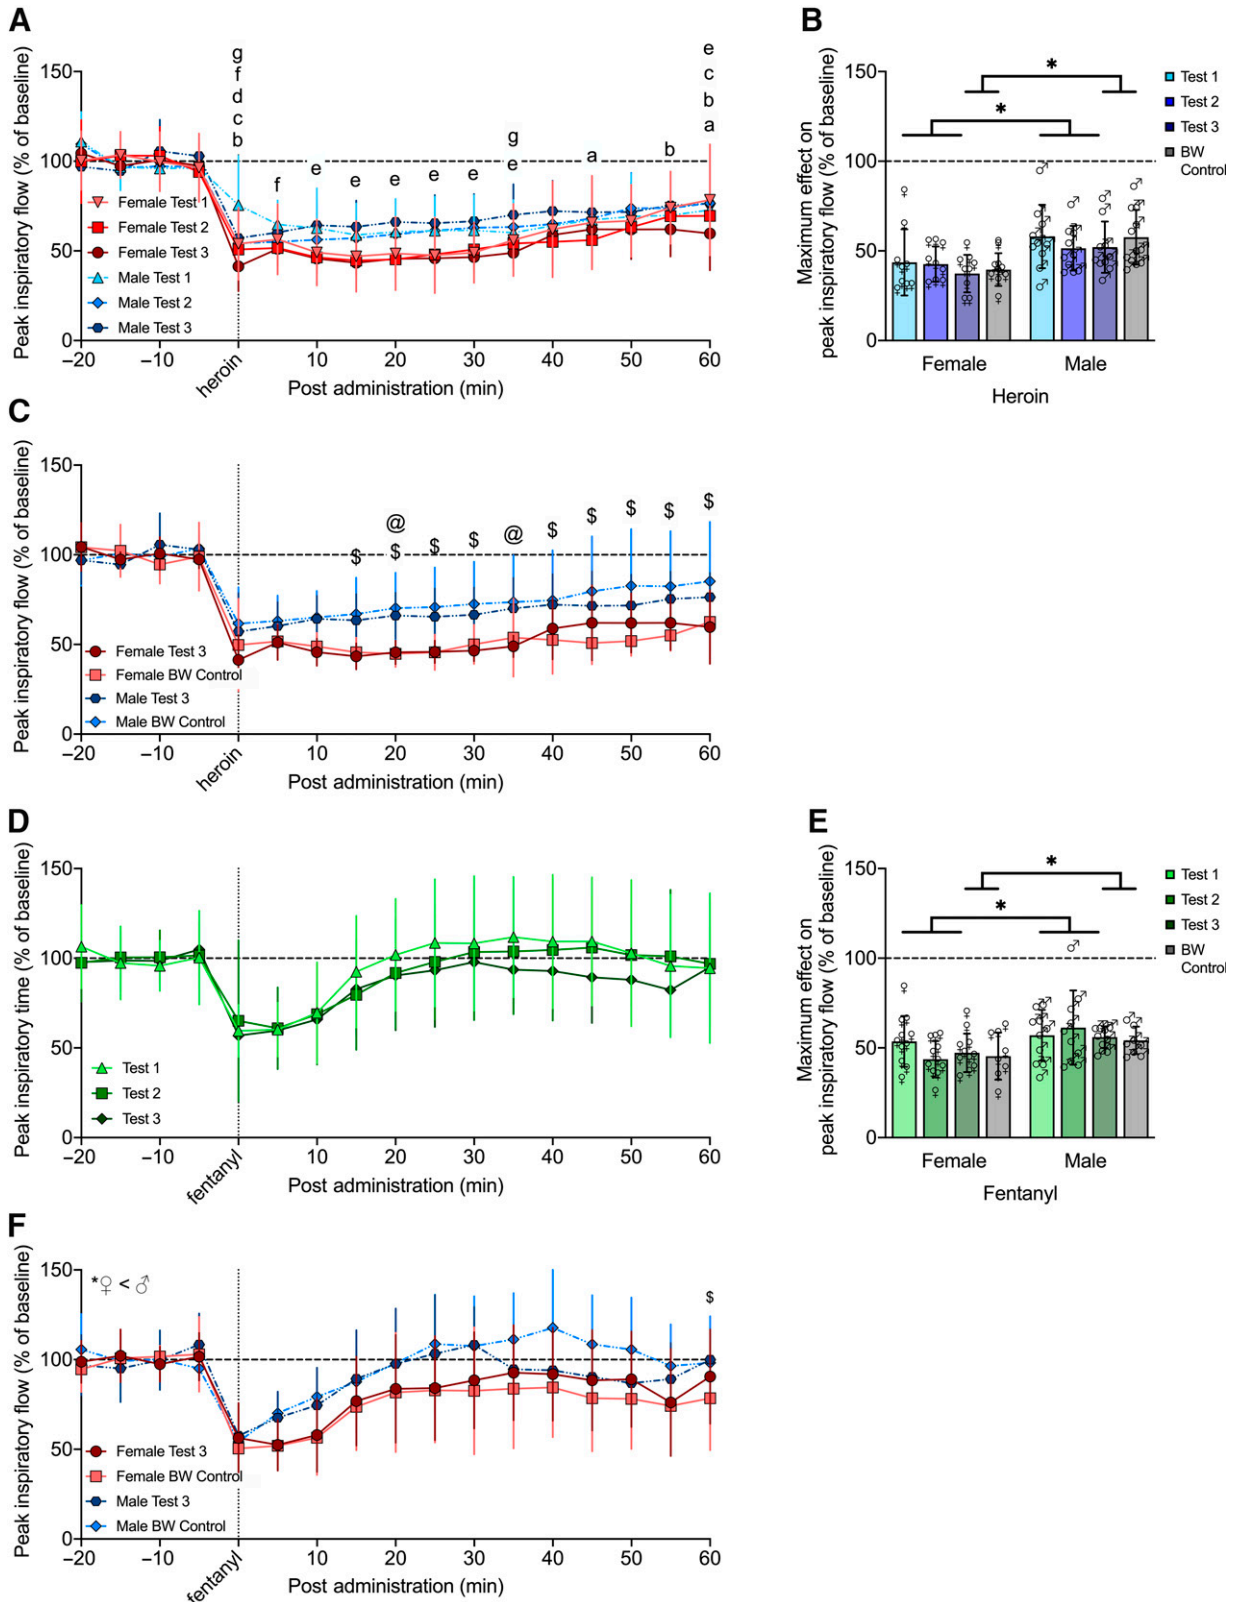 A
Peak inspiratory flow (% of baseline)
150
100
50
0
g
f
d
c
b
f
e
e
e
e
e
g
e
a
b
e
c
b
a
Female Test 1
Female Test 2
Female Test 3
Male Test 1
Male Test 2
Male Test 3
−20
−10
heroin
10
20
30
40
50
60
Post administration (min)
B
Maximum effect on
peak inspiratory flow (% of baseline)
150
100
50
0
*
*
Test 1
Test 2
Test 3
BW
Control
Female
Male
Heroin
C
Peak inspiratory flow (% of baseline)
150
100
50
0
$
@
$
$
$
@
$
$
$
$
$
Female Test 3
Female BW Control
Male Test 3
Male BW Control
−20
−10
heroin
10
20
30
40
50
60
Post administration (min)
D
Peak inspiratory time (% of baseline)
150
100
50
0
Test 1
Test 2
Test 3
−20
−10
fentanyl
10
20
30
40
50
60
Post administration (min)
E
Maximum effect on
peak inspiratory flow (% of baseline)
150
100
50
0
*
*
Test 1
Test 2
Test 3
BW
Control
Female
Male
Fentanyl
F
Peak inspiratory flow (% of baseline)
150
100
50
0
*♀ < ♂
$
Female Test 3
Female BW Control
Male Test 3
Male BW Control
−20
−10
fentanyl
10
20
30
40
50
60
Post administration (min)